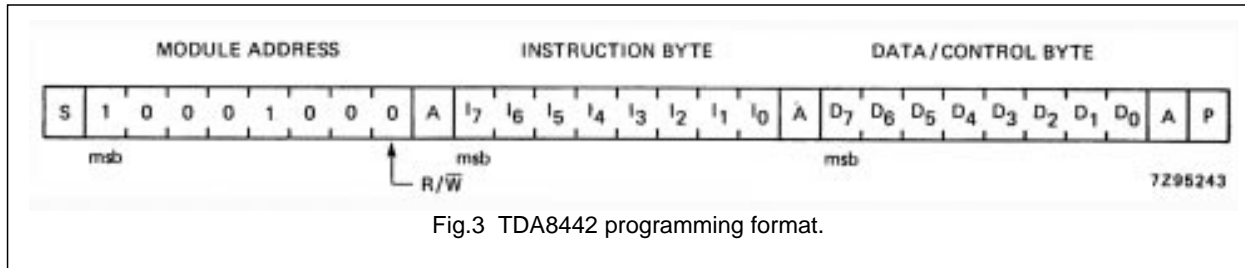 MODULE ADDRESS INSTRUCTION BYTE DATA/CONTROL BYTE
S 1 0 0 0 1 0 0 0 A I7 I6 I5 I4 I3 I2 I1 I0 A D7 D6 D5 D4 D3 D2 D1 D0 A P
msb msb msb
R/W̅ 7Z95243
Fig.3 TDA8442 programming format.